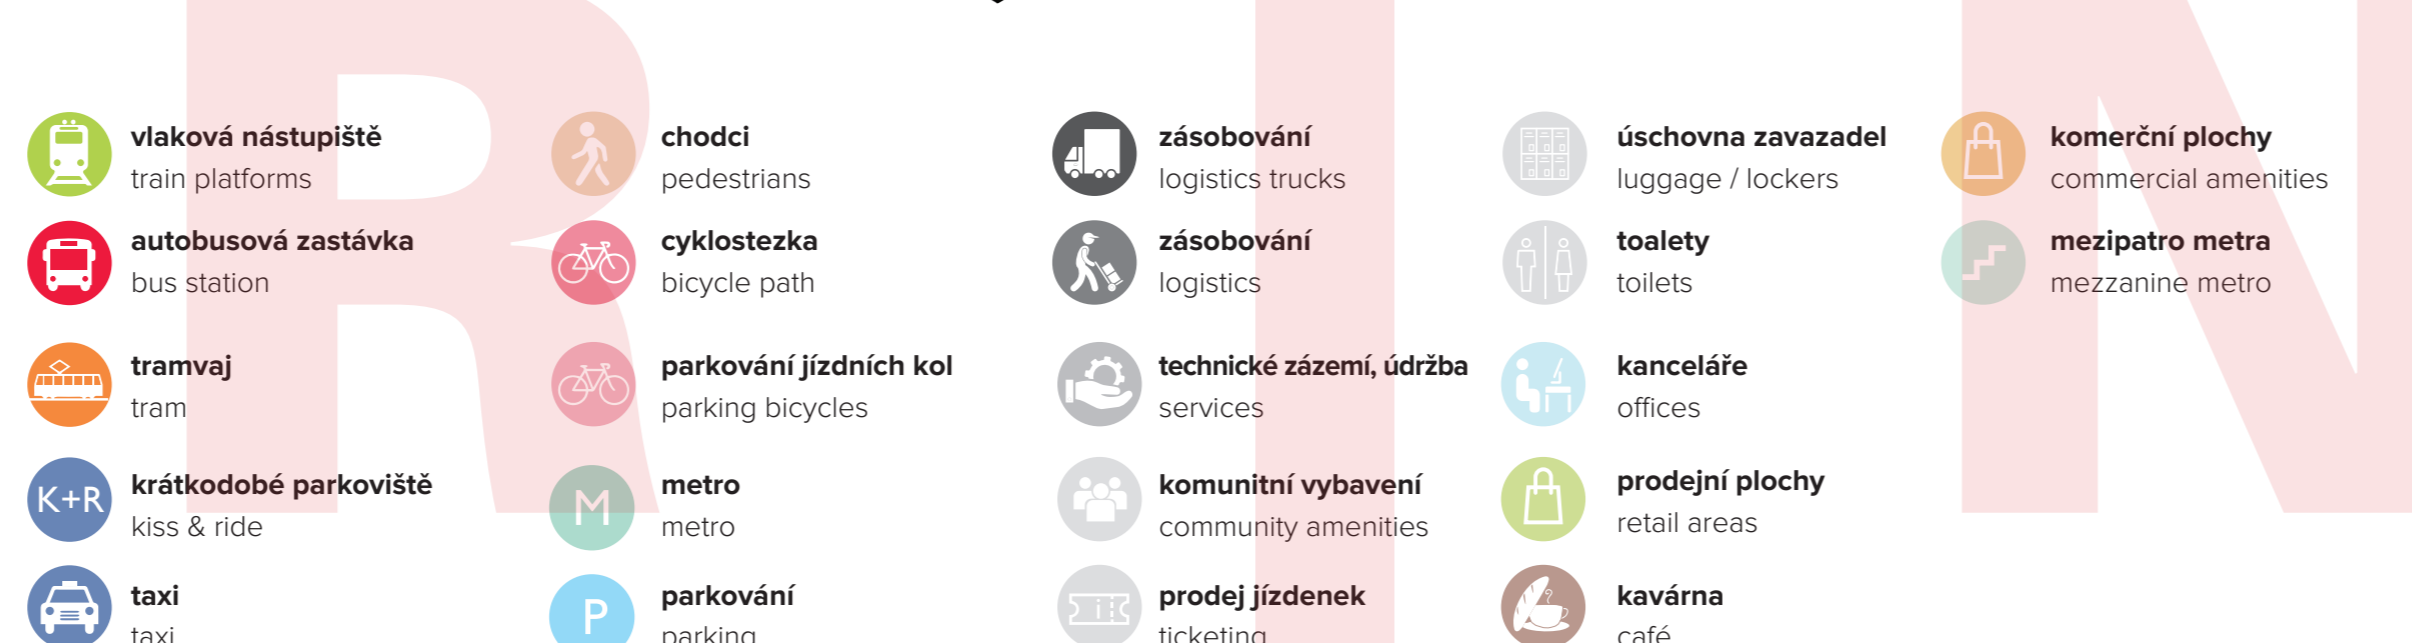 vlaková nástupiště
train platforms
autobusová zastávka
bus station
tramvaj
tram
K+R
krátkodobé parkoviště
kiss & ride
taxi
taxi
chodci
pedestrians
cyklostezka
bicycle path
parkování jízdních kol
parking bicycles
M
metro
metro
P
parkování
parking
zásobování
logistics trucks
zásobování
logistics
technické zázemí, údržba
services
komunitní vybavení
community amenities
prodej jízdenek
ticketing
úschovna zavazadel
luggage / lockers
toalety
toilets
kanceláře
offices
prodejní plochy
retail areas
kavárna
café
komerční plochy
commercial amenities
mezipatro metra
mezzanine metro
R I N